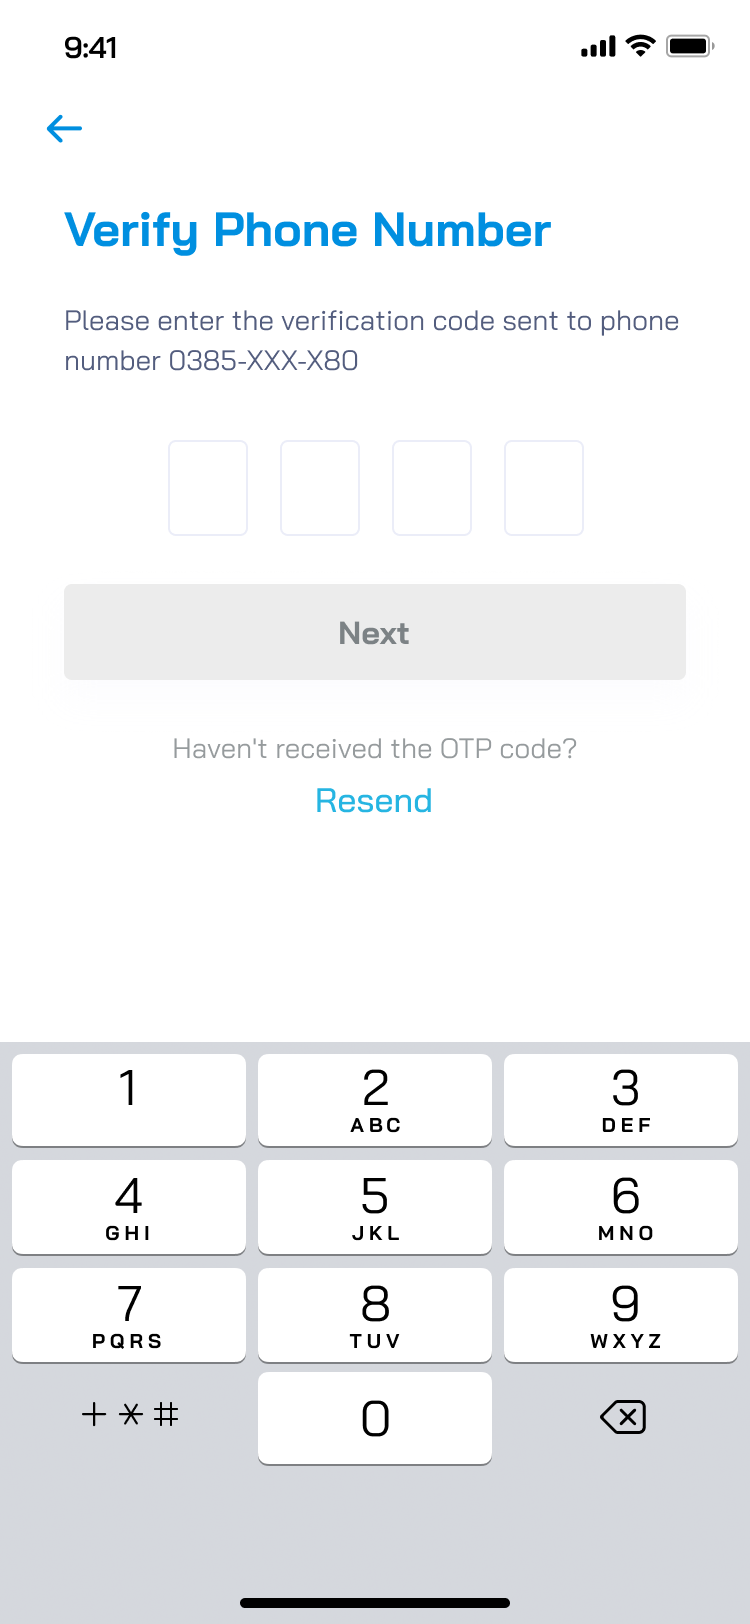 9:41
Verify Phone Number
Please enter the verification code sent to phone
number 0385-XXX-X80
Next
Haven't received the OTP code?
Resend
1
2
ABC
3
DEF
4
GHI
5
JKL
6
MNO
7
PQRS
8
TUV
9
WXYZ
+ * #
0